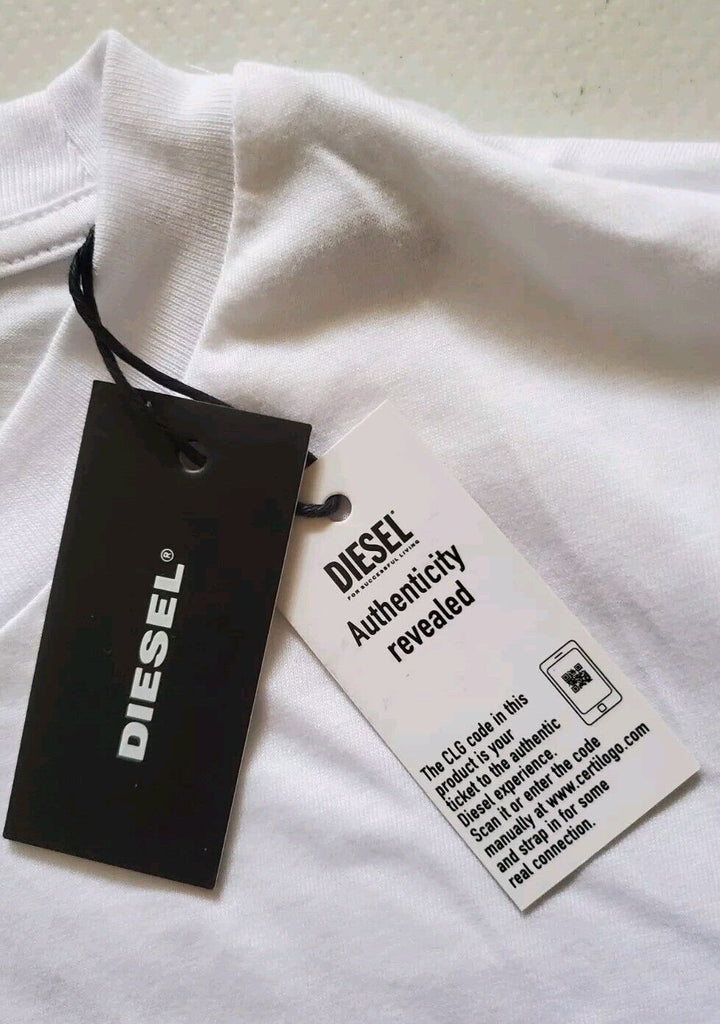 DIESEL®
DIESEL®
FOR SUCCESSFUL LIVING
Authenticity
revealed
The CLG code in this
product is your
ticket to the authentic
Diesel experience.
Scan it or enter the code
manually at www.certilogo.com
and strap in for some
real connection.